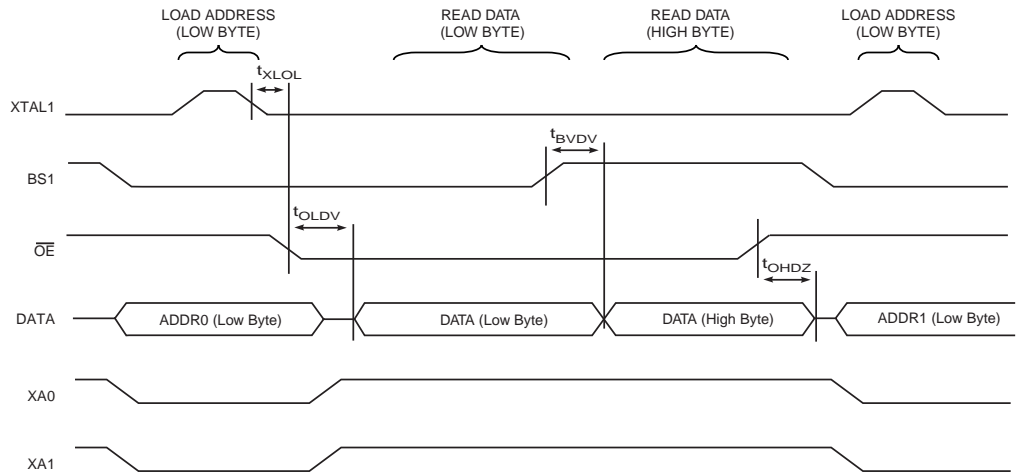 LOAD ADDRESS
(LOW BYTE)
READ DATA
(LOW BYTE)
READ DATA
(HIGH BYTE)
LOAD ADDRESS
(LOW BYTE)
tXLOL
XTAL1
tBVDV
BS1
tOLDV
OE
tOHDZ
DATA
ADDR0 (Low Byte)
DATA (Low Byte)
DATA (High Byte)
ADDR1 (Low Byte)
XA0
XA1